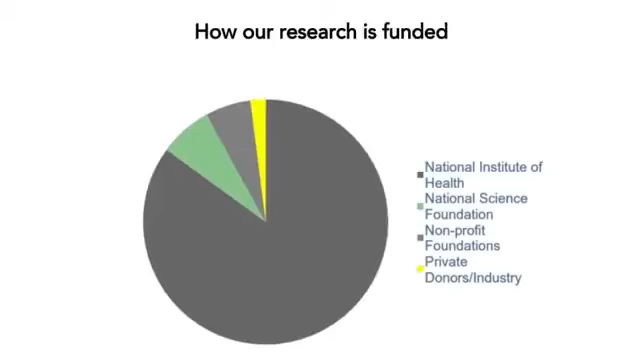 How our research is funded
National Institute of
Health
National Science
Foundation
Non-profit
Foundations
Private
Donors/Industry